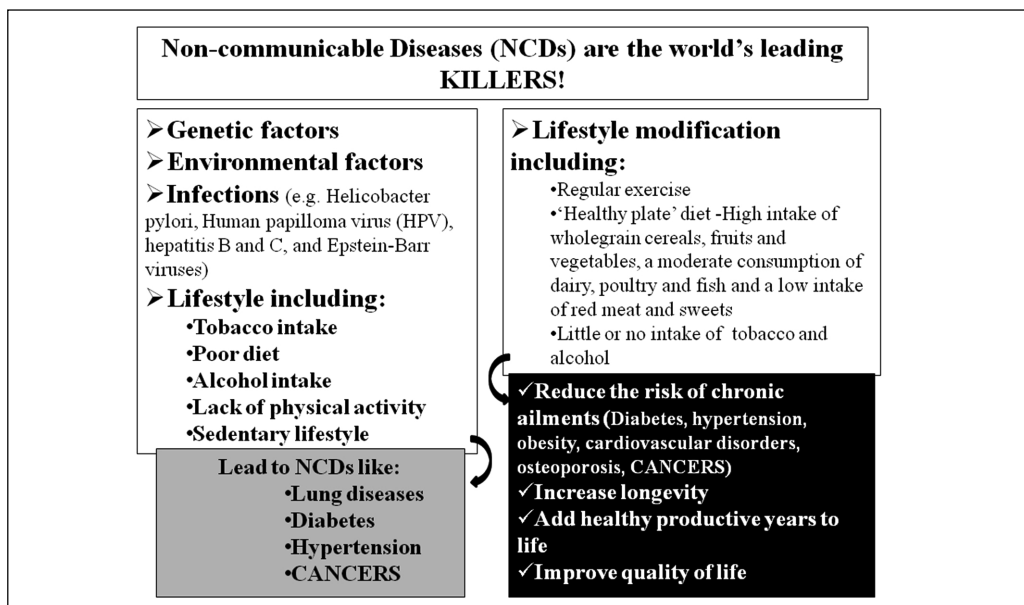 Non-communicable Diseases (NCDs) are the world’s leading
KILLERS!
➢Genetic factors
➢Environmental factors
➢Infections (e.g. Helicobacter
pylori, Human papilloma virus (HPV),
hepatitis B and C, and Epstein-Barr
viruses)
➢Lifestyle including:
•Tobacco intake
•Poor diet
•Alcohol intake
•Lack of physical activity
•Sedentary lifestyle
Lead to NCDs like:
•Lung diseases
•Diabetes
•Hypertension
•CANCERS
➢Lifestyle modification
including:
•Regular exercise
•‘Healthy plate’ diet -High intake of
wholegrain cereals, fruits and
vegetables, a moderate consumption of
dairy, poultry and fish and a low intake
of red meat and sweets
•Little or no intake of tobacco and
alcohol
✓Reduce the risk of chronic
ailments (Diabetes, hypertension,
obesity, cardiovascular disorders,
osteoporosis, CANCERS)
✓Increase longevity
✓Add healthy productive years to
life
✓Improve quality of life